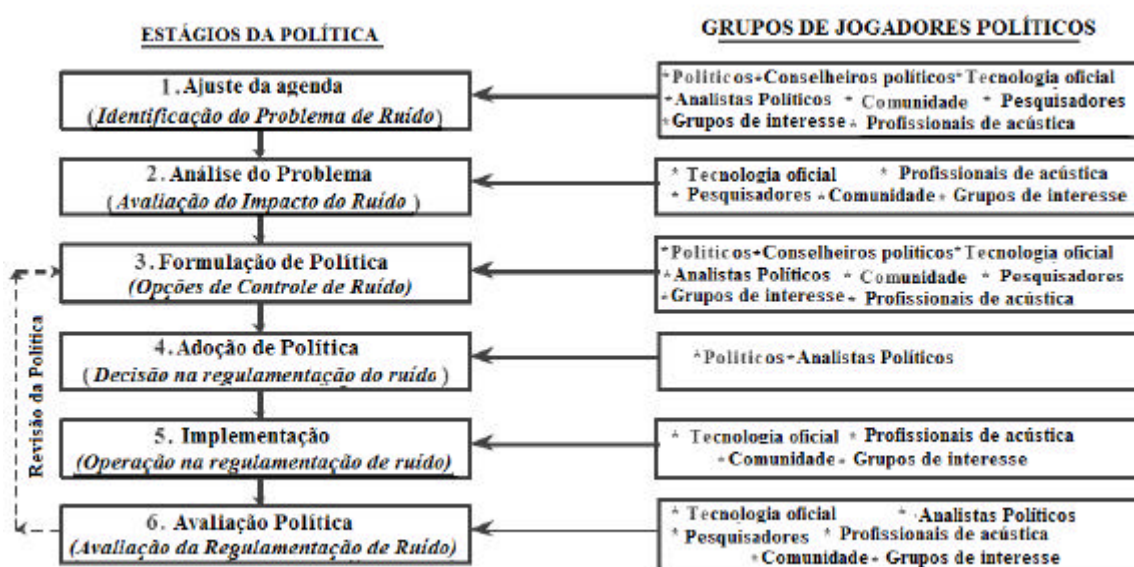 ESTÁGIOS DA POLÍTICA
GRUPOS DE JOGADORES POLÍTICOS
1. Ajuste da agenda
(Identificação do Problema de Ruído)
*Políticos*Conselheiros políticos*Tecnologia oficial
*Analistas Políticos * Comunidade * Pesquisadores
*Grupos de interesse* Profissionais de acústica
2. Análise do Problema
(Avaliação do Impacto do Ruído )
* Tecnologia oficial * Profissionais de acústica
* Pesquisadores *Comunidade* Grupos de interesse
3. Formulação de Política
(Opções de Controle de Ruído)
*Políticos*Conselheiros políticos*Tecnologia oficial
*Analistas Políticos * Comunidade * Pesquisadores
*Grupos de interesse* Profissionais de acústica
4. Adoção de Política
(Decisão na regulamentação do ruído)
*Políticos*Analistas Políticos
5. Implementação
(Operação na regulamentação de ruído)
* Tecnologia oficial * Profissionais de acústica
*Comunidade* Grupos de interesse
6. Avaliação Política
(Avaliação da Regulamentação de Ruído)
* Tecnologia oficial * Analistas Políticos
* Pesquisadores * Profissionais de acústica
*Comunidade* Grupos de interesse
Revisão da Política